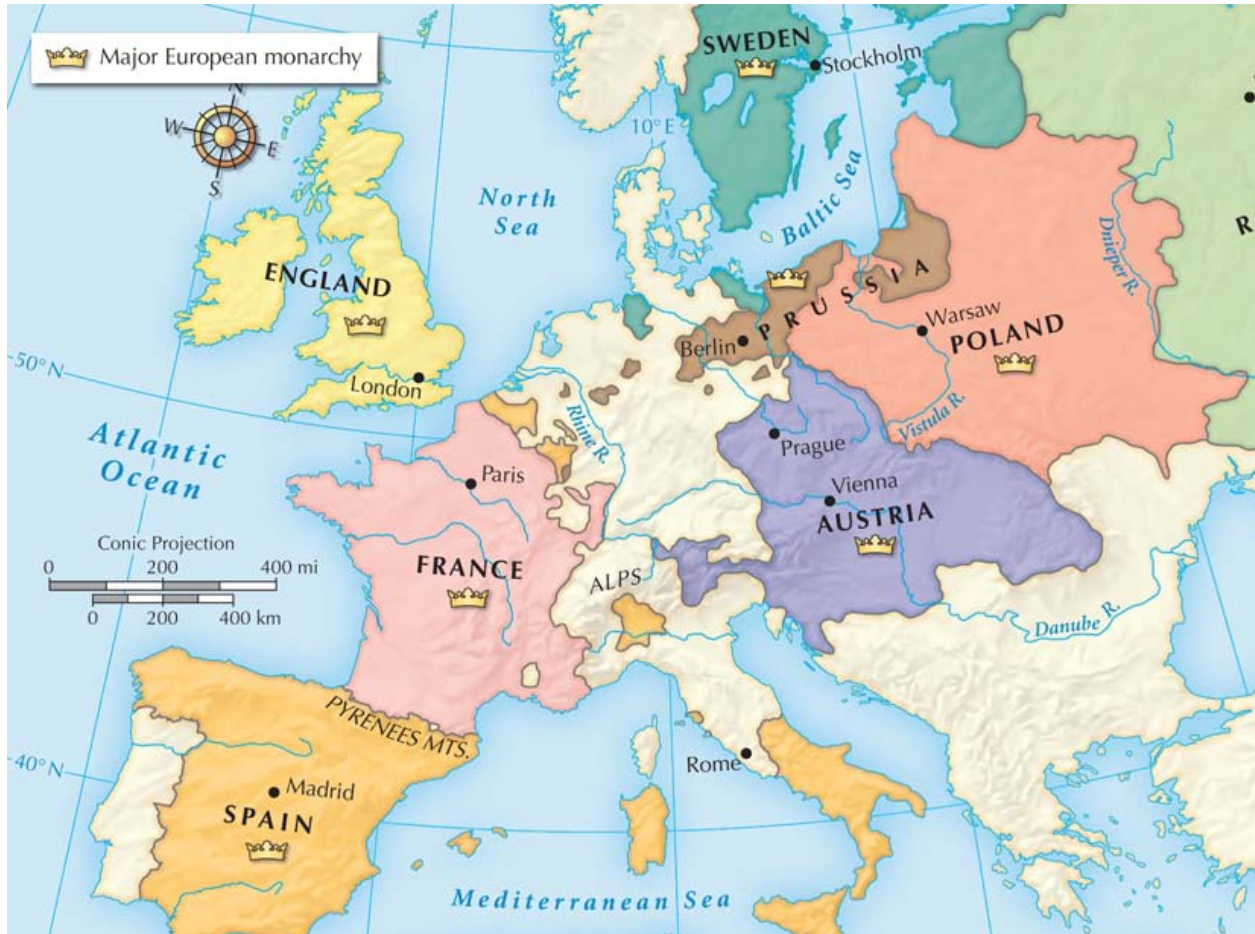 Major European monarchy
N
W
E
S
SWEDEN
Stockholm
10°E
North
Sea
Baltic Sea
Dnieper R.
R
ENGLAND
PRUSSIA
Warsaw
POLAND
Berlin
50°N
London
Rhine R.
Vistula R.
Atlantic
Ocean
Prague
Paris
Vienna
AUSTRIA
Conic Projection
0 200 400 mi
0 200 400 km
FRANCE
ALPS
Danube R.
PYRENEES MTS.
40°N
Rome
Madrid
SPAIN
Mediterranean Sea